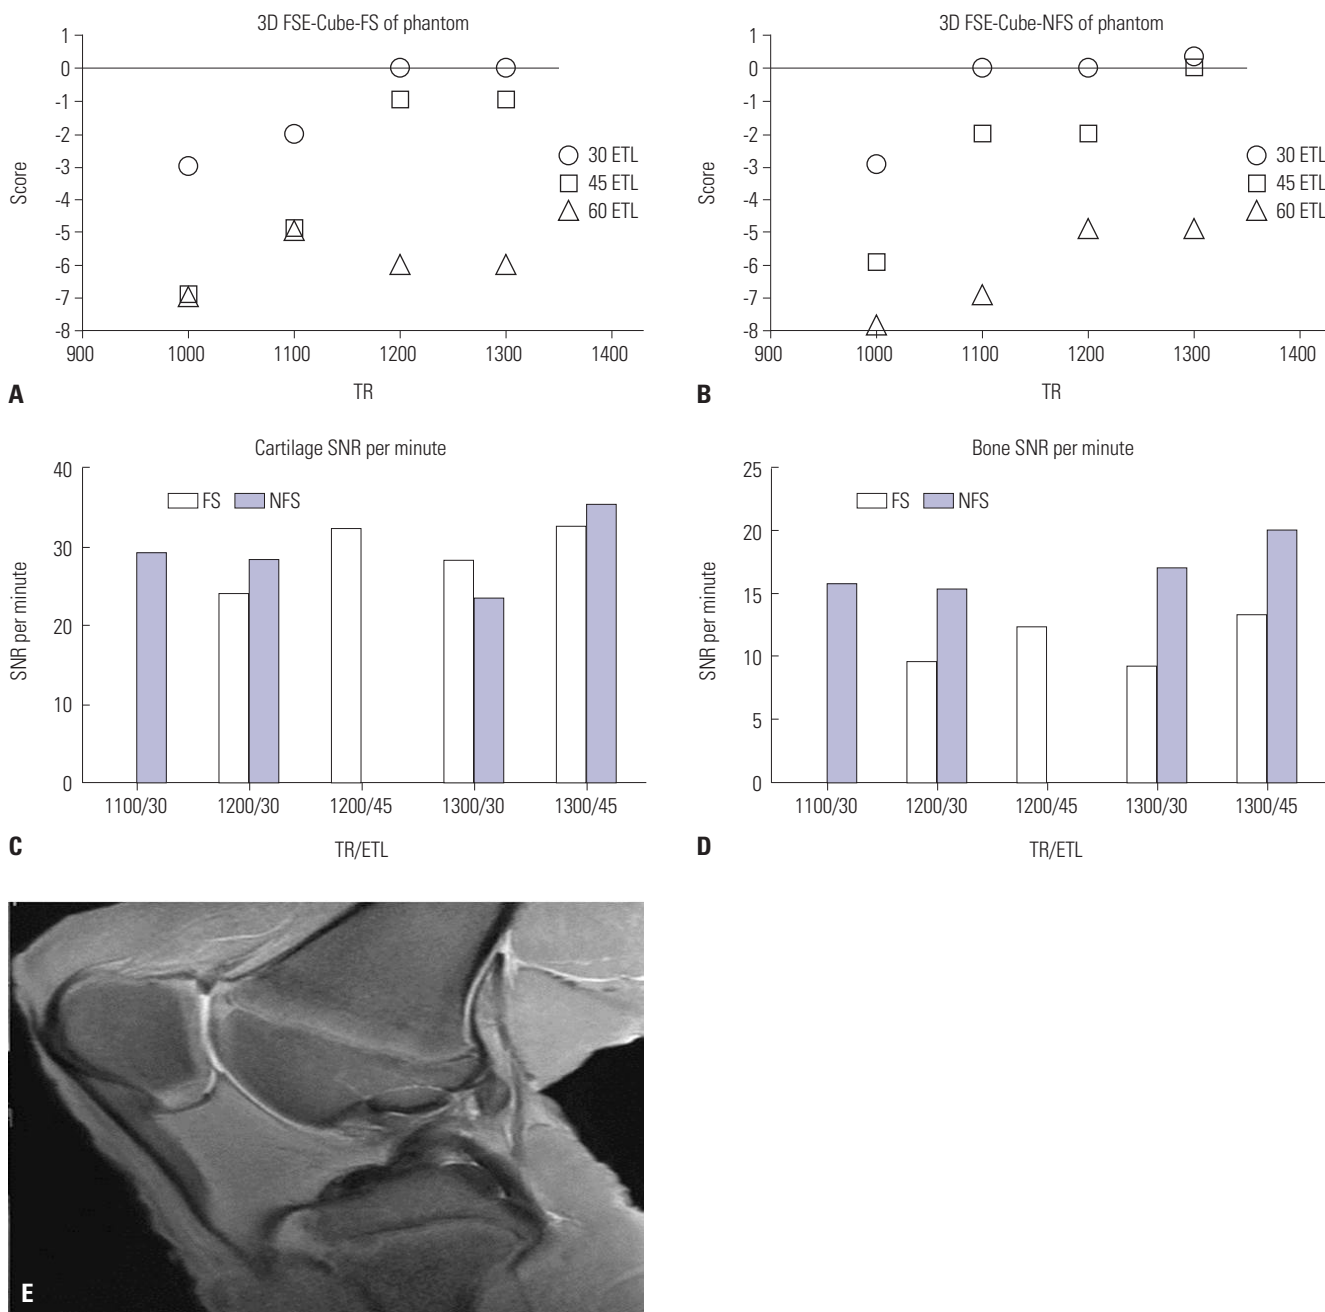 3D FSE-Cube-FS of phantom
1
0
-1
-2
-3
-4
-5
-6
-7
-8
Score
900 1000 1100 1200 1300 1400
TR
30 ETL
45 ETL
60 ETL
A
3D FSE-Cube-NFS of phantom
1
0
-1
-2
-3
-4
-5
-6
-7
-8
Score
900 1000 1100 1200 1300 1400
TR
30 ETL
45 ETL
60 ETL
B
Cartilage SNR per minute
40
30
20
10
0
SNR per minute
FS NFS
1100/30 1200/30 1200/45 1300/30 1300/45
TR/ETL
C
Bone SNR per minute
25
20
15
10
5
0
SNR per minute
FS NFS
1100/30 1200/30 1200/45 1300/30 1300/45
TR/ETL
D
E